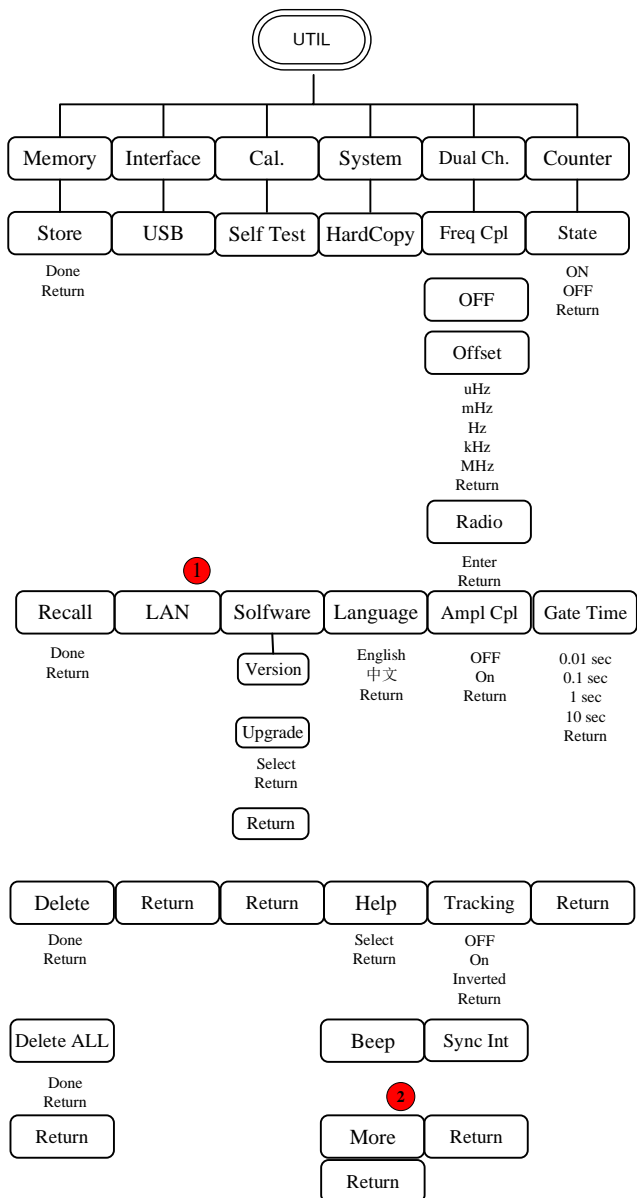 UTIL
Memory
Interface
Cal.
System
Dual Ch.
Counter
Store
USB
Self Test
HardCopy
Freq Cpl
State
Done
Return
ON
OFF
Return
OFF
Offset
uHz
mHz
Hz
kHz
MHz
Return
Radio
Enter
Return
1
Recall
LAN
Solfware
Language
Ampl Cpl
Gate Time
Done
Return
Version
English
中文
Return
OFF
On
Return
0.01 sec
0.1 sec
1 sec
10 sec
Return
Upgrade
Select
Return
Return
Delete
Return
Return
Help
Tracking
Return
Done
Return
Select
Return
OFF
On
Inverted
Return
Delete ALL
Beep
Sync Int
Done
Return
2
Return
More
Return
Return